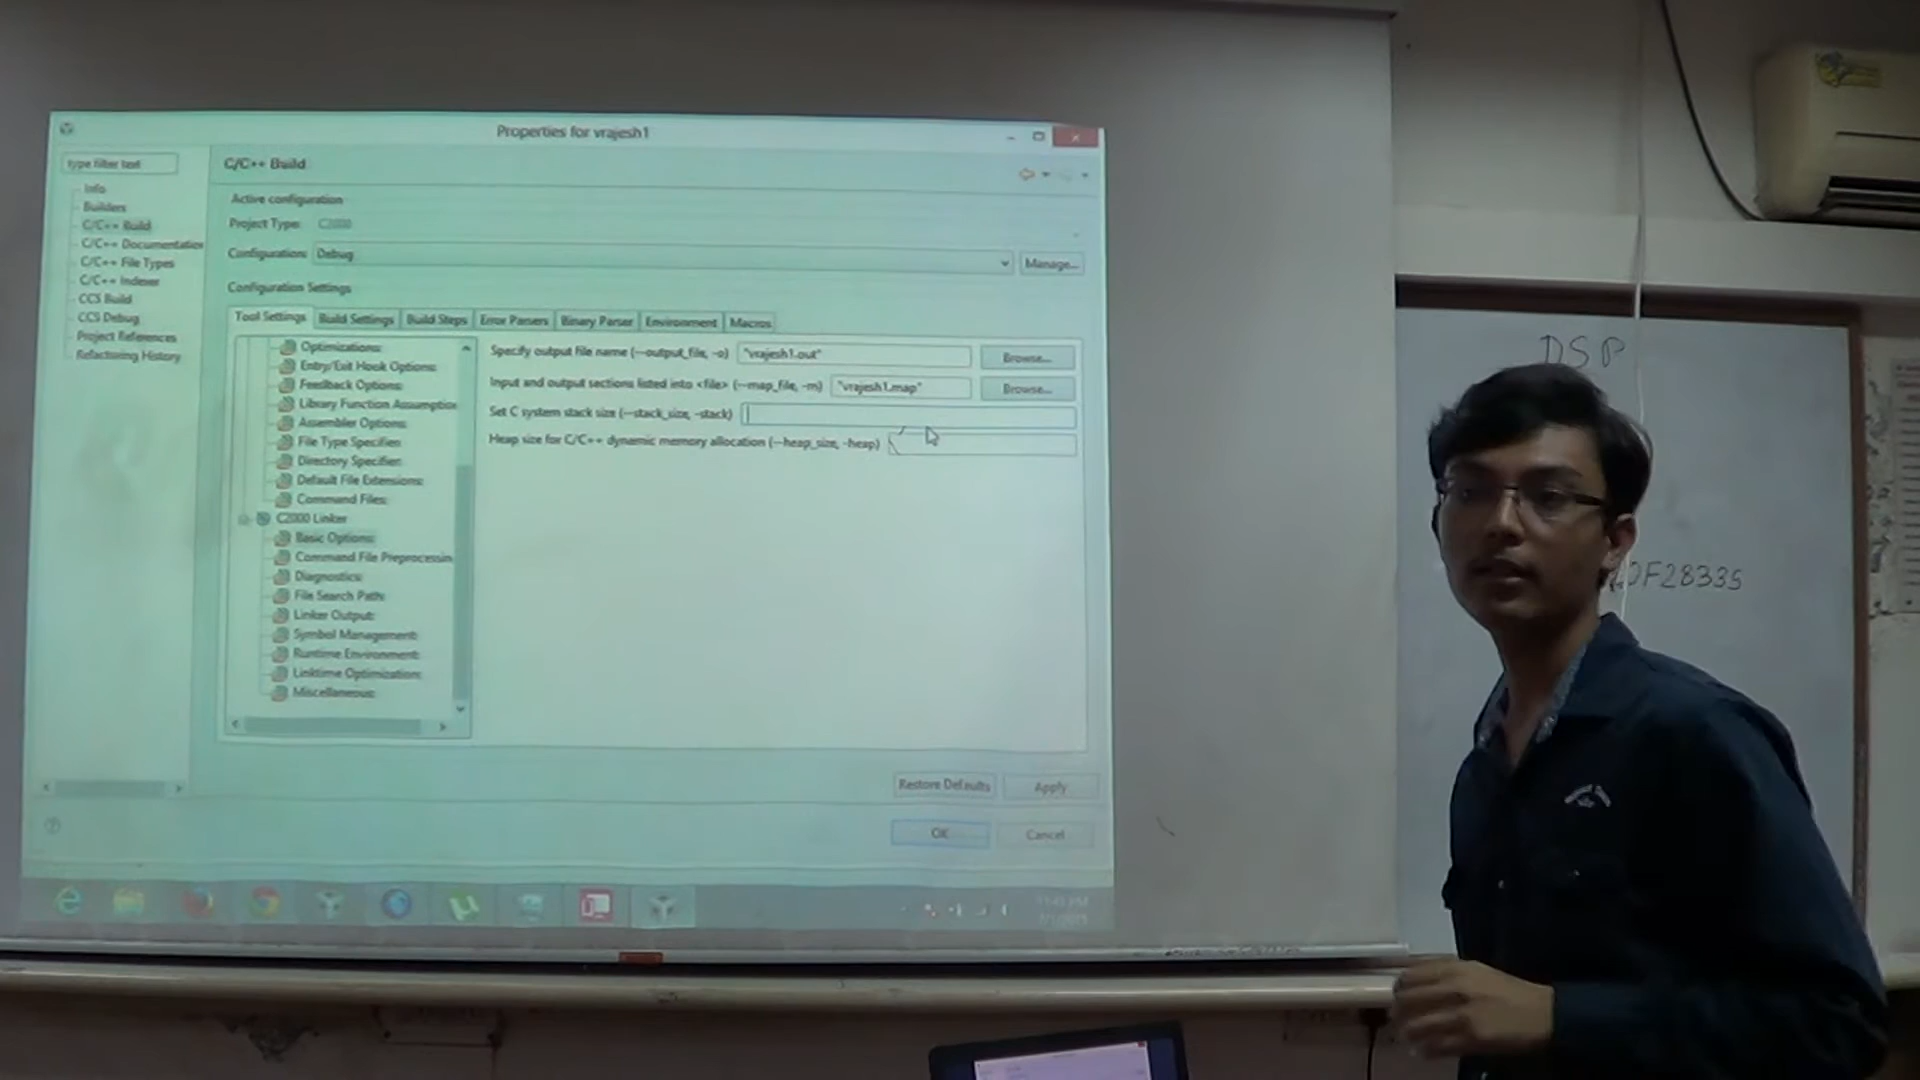 Properties for vrajesh1
type filter text
Info
Builders
C/C++ Build
C/C++ Documentation
C/C++ File Types
C/C++ Indexer
CCS Build
CCS Debug
Project References
Refactoring History
C/C++ Build
Active configuration
Project Type: C2000
Configuration: Debug
Manage...
Configuration Settings
Tool Settings Build Settings Build Steps Error Parsers Binary Parser Environment Macros
Optimizations
Entry/Exit Hook Options
Feedback Options
Library Function Assumption
Assembler Options
File Type Specifier
Directory Specifier
Default File Extensions
Command Files
C2000 Linker
Basic Options
Command File Preprocessin
Diagnostics
File Search Path
Linker Output
Symbol Management
Runtime Environment
Linktime Optimization
Miscellaneous
Specify output file name (--output_file, -o) "vrajesh1.out" Browse...
Input and output sections listed into <file> (--map_file, -m) "vrajesh1.map" Browse...
Set C system stack size (--stack_size, -stack)
Heap size for C/C++ dynamic memory allocation (--heap_size, -heap)
Restore Defaults Apply
OK Cancel
DSP
F28335